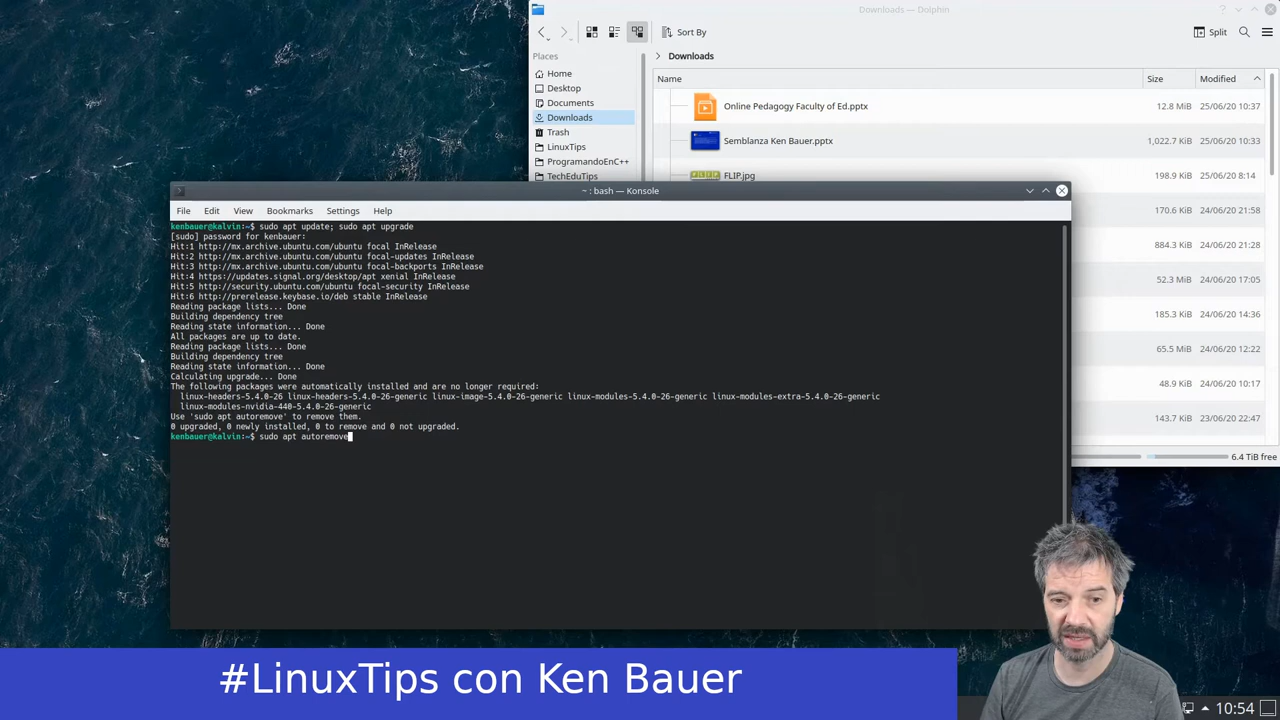 Downloads — Dolphin
Sort By
Split
Places
Home
Desktop
Documents
Downloads
Trash
LinuxTips
ProgramandoEnC++
TechEduTips
Downloads
Name Size Modified
Online Pedagogy Faculty of Ed.pptx 12.8 MiB 25/06/20 10:37
Semblanza Ken Bauer.pptx 1,022.7 KiB 25/06/20 10:33
FLIP.jpg 198.9 KiB 25/06/20 8:14
170.6 KiB 24/06/20 21:58
884.3 KiB 24/06/20 21:28
52.3 KiB 24/06/20 17:05
185.3 KiB 24/06/20 14:36
65.5 MiB 24/06/20 12:22
48.9 KiB 24/06/20 10:17
143.7 KiB 23/06/20 22:47
6.4 TiB free
~ : bash — Konsole
File Edit View Bookmarks Settings Help
kenbauer@kalvin:~$ sudo apt update; sudo apt upgrade
[sudo] password for kenbauer:
Hit:1 http://mx.archive.ubuntu.com/ubuntu focal InRelease
Hit:2 http://mx.archive.ubuntu.com/ubuntu focal-updates InRelease
Hit:3 http://mx.archive.ubuntu.com/ubuntu focal-backports InRelease
Hit:4 https://updates.signal.org/desktop/apt xenial InRelease
Hit:5 http://security.ubuntu.com/ubuntu focal-security InRelease
Hit:6 http://prerelease.keybase.io/deb stable InRelease
Reading package lists... Done
Building dependency tree
Reading state information... Done
All packages are up to date.
Reading package lists... Done
Building dependency tree
Reading state information... Done
Calculating upgrade... Done
The following packages were automatically installed and are no longer required:
linux-headers-5.4.0-26 linux-headers-5.4.0-26-generic linux-image-5.4.0-26-generic linux-modules-5.4.0-26-generic linux-modules-extra-5.4.0-26-generic
linux-modules-nvidia-440-5.4.0-26-generic
Use 'sudo apt autoremove' to remove them.
0 upgraded, 0 newly installed, 0 to remove and 0 not upgraded.
kenbauer@kalvin:~$ sudo apt autoremove
#LinuxTips con Ken Bauer
10:54